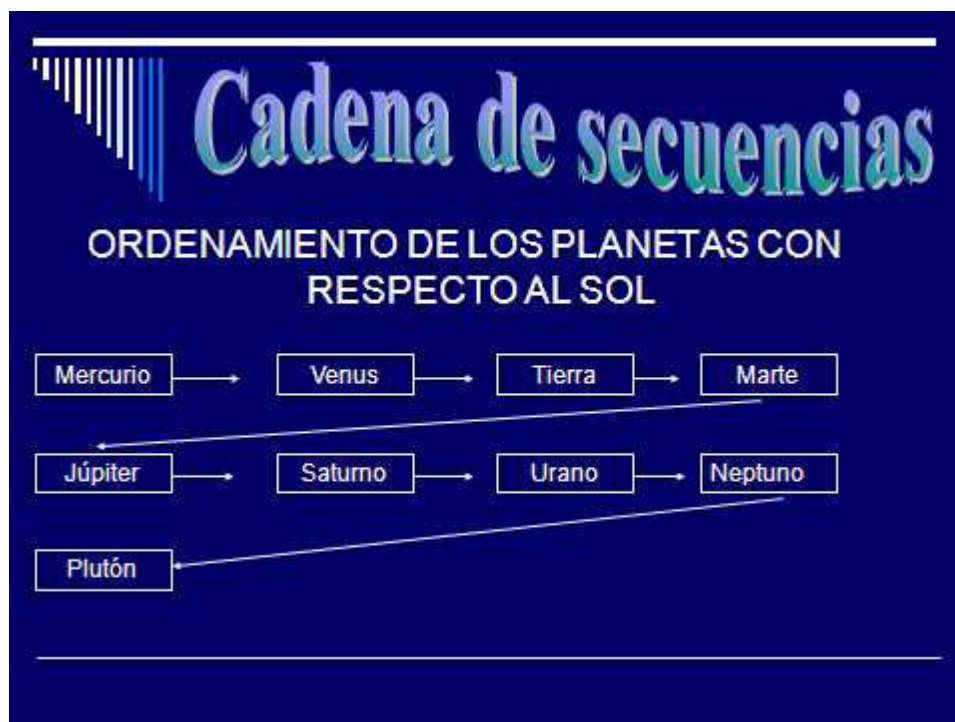 Cadena de secuencias
ORDENAMIENTO DE LOS PLANETAS CON
RESPECTO AL SOL
Mercurio Venus Tierra Marte
Júpiter Saturno Urano Neptuno
Plutón